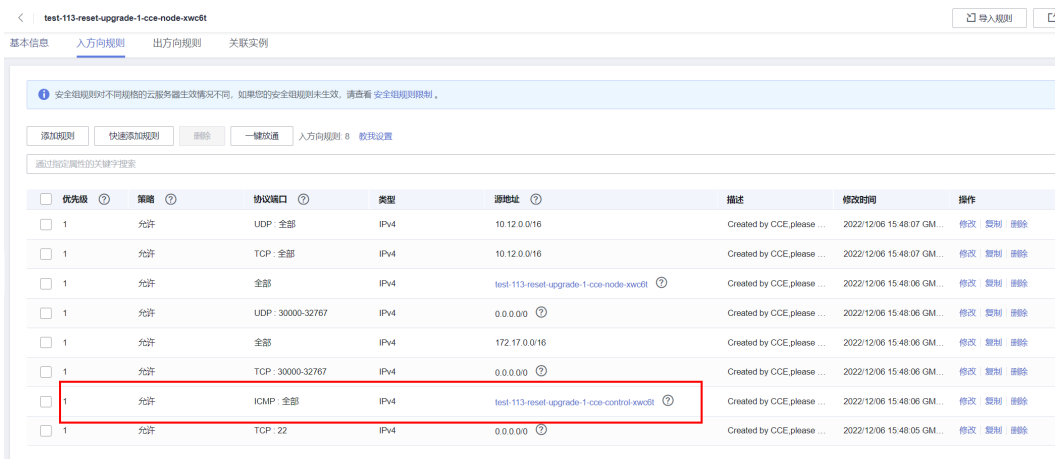 test-113-reset-upgrade-1-cce-node-xwc6t 导入规则
基本信息 入方向规则 出方向规则 关联实例
安全组规则对不同规格的云服务器生效情况不同，如果您的安全组规则未生效，请查看 安全组规则限制 。
添加规则 快速添加规则 删除 一键放通 入方向规则: 8 教我设置
通过指定属性的关键字搜索
优先级 策略 协议端口 类型 源地址 描述 修改时间 操作
1 允许 UDP : 全部 IPv4 10.12.0.0/16 Created by CCE,please ... 2022/12/06 15:48:07 GM... 修改 复制 删除
1 允许 TCP : 全部 IPv4 10.12.0.0/16 Created by CCE,please ... 2022/12/06 15:48:07 GM... 修改 复制 删除
1 允许 全部 IPv4 test-113-reset-upgrade-1-cce-node-xwc6t Created by CCE,please ... 2022/12/06 15:48:06 GM... 修改 复制 删除
1 允许 UDP : 30000-32767 IPv4 0.0.0.0/0 Created by CCE,please ... 2022/12/06 15:48:06 GM... 修改 复制 删除
1 允许 全部 IPv4 172.17.0.0/16 Created by CCE,please ... 2022/12/06 15:48:06 GM... 修改 复制 删除
1 允许 TCP : 30000-32767 IPv4 0.0.0.0/0 Created by CCE,please ... 2022/12/06 15:48:06 GM... 修改 复制 删除
1 允许 ICMP : 全部 IPv4 test-113-reset-upgrade-1-cce-control-xwc6t Created by CCE,please ... 2022/12/06 15:48:06 GM... 修改 复制 删除
1 允许 TCP : 22 IPv4 0.0.0.0/0 Created by CCE,please ... 2022/12/06 15:48:05 GM... 修改 复制 删除